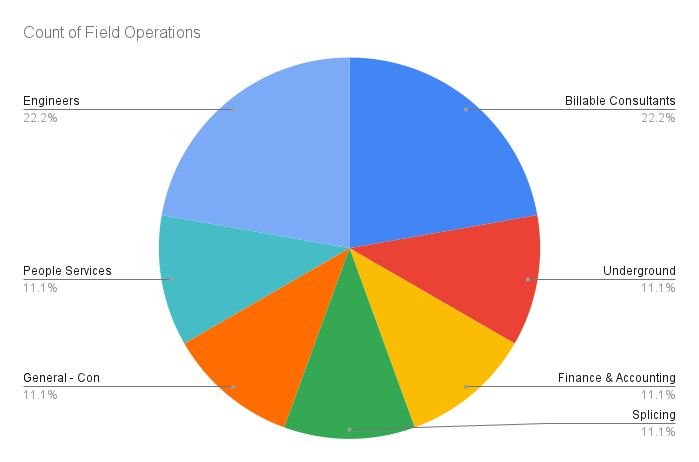 Count of Field Operations
Engineers
22.2%
Billable Consultants
22.2%
People Services
11.1%
Underground
11.1%
General - Con
11.1%
Finance & Accounting
11.1%
Splicing
11.1%